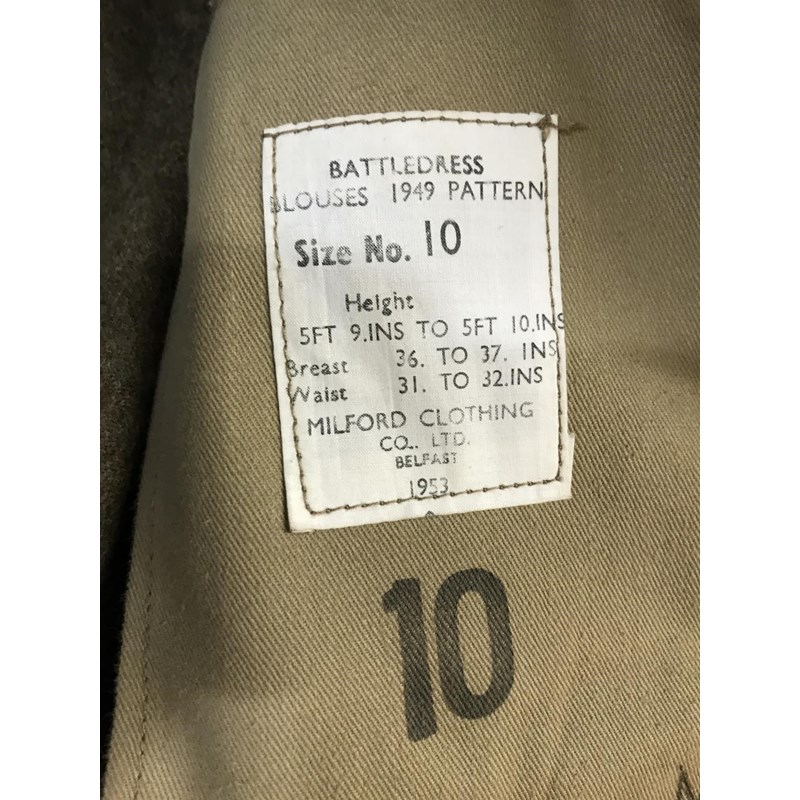 BATTLEDRESS
BLOUSES 1949 PATTERN
Size No. 10
Height
5FT 9.INS TO 5FT 10.INS
Breast 36. TO 37. INS
Waist 31. TO 32.INS
MILFORD CLOTHING
CO., LTD.
BELFAST
1953
10